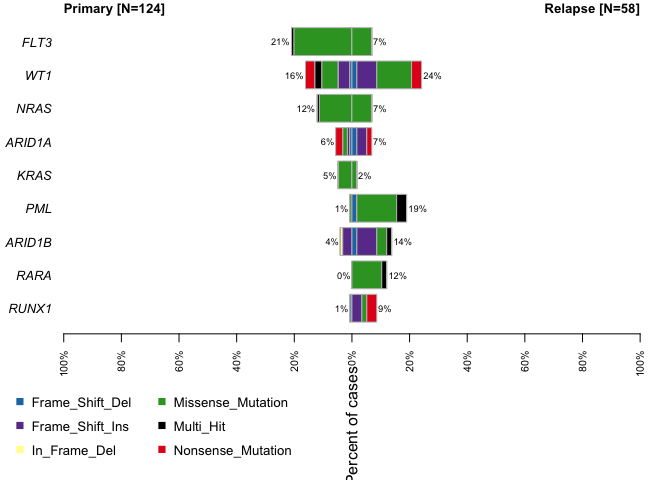 Primary [N=124] Relapse [N=58]
FLT3 21% 7%
WT1 16% 24%
NRAS 12% 7%
ARID1A 6% 7%
KRAS 5% 2%
PML 1% 19%
ARID1B 4% 14%
RARA 0% 12%
RUNX1 1% 9%
100% 80% 60% 40% 20% 0% 20% 40% 60% 80% 100%
Percent of cases
Frame_Shift_Del Missense_Mutation
Frame_Shift_Ins Multi_Hit
In_Frame_Del Nonsense_Mutation